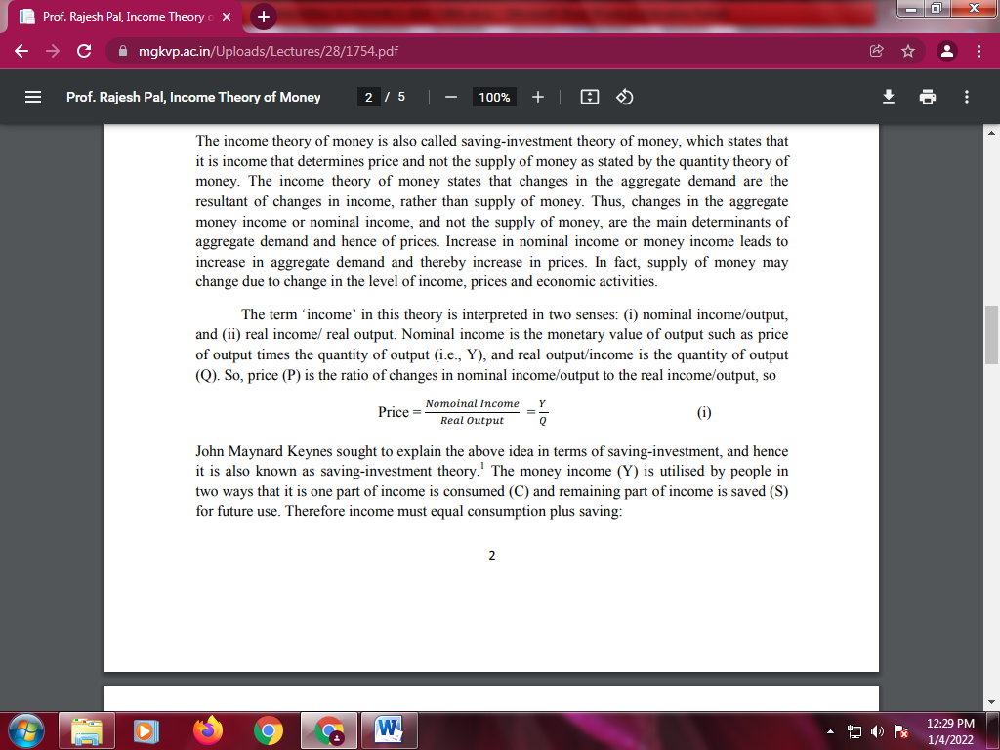 Prof. Rajesh Pal, Income Theory o
mgkvp.ac.in/Uploads/Lectures/28/1754.pdf
Prof. Rajesh Pal, Income Theory of Money 2 / 5 100%
The income theory of money is also called saving-investment theory of money, which states that
it is income that determines price and not the supply of money as stated by the quantity theory of
money. The income theory of money states that changes in the aggregate demand are the
resultant of changes in income, rather than supply of money. Thus, changes in the aggregate
money income or nominal income, and not the supply of money, are the main determinants of
aggregate demand and hence of prices. Increase in nominal income or money income leads to
increase in aggregate demand and thereby increase in prices. In fact, supply of money may
change due to change in the level of income, prices and economic activities.
The term ‘income’ in this theory is interpreted in two senses: (i) nominal income/output,
and (ii) real income/ real output. Nominal income is the monetary value of output such as price
of output times the quantity of output (i.e., Y), and real output/income is the quantity of output
(Q). So, price (P) is the ratio of changes in nominal income/output to the real income/output, so
Price = Nomoinal Income / Real Output = Y / Q (i)
John Maynard Keynes sought to explain the above idea in terms of saving-investment, and hence
it is also known as saving-investment theory.1 The money income (Y) is utilised by people in
two ways that it is one part of income is consumed (C) and remaining part of income is saved (S)
for future use. Therefore income must equal consumption plus saving:
2
W
12:29 PM
1/4/2022